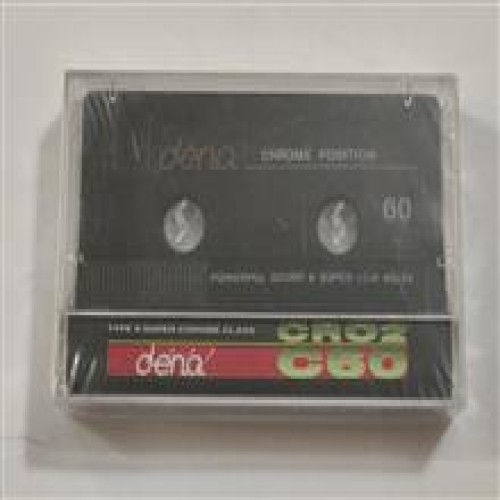 dena
CHROME POSITION
60
POWERFUL SOUND & SUPER LOW NOISE
TYPE II SUPER CHROME CLASS
CRO2
dena
C60